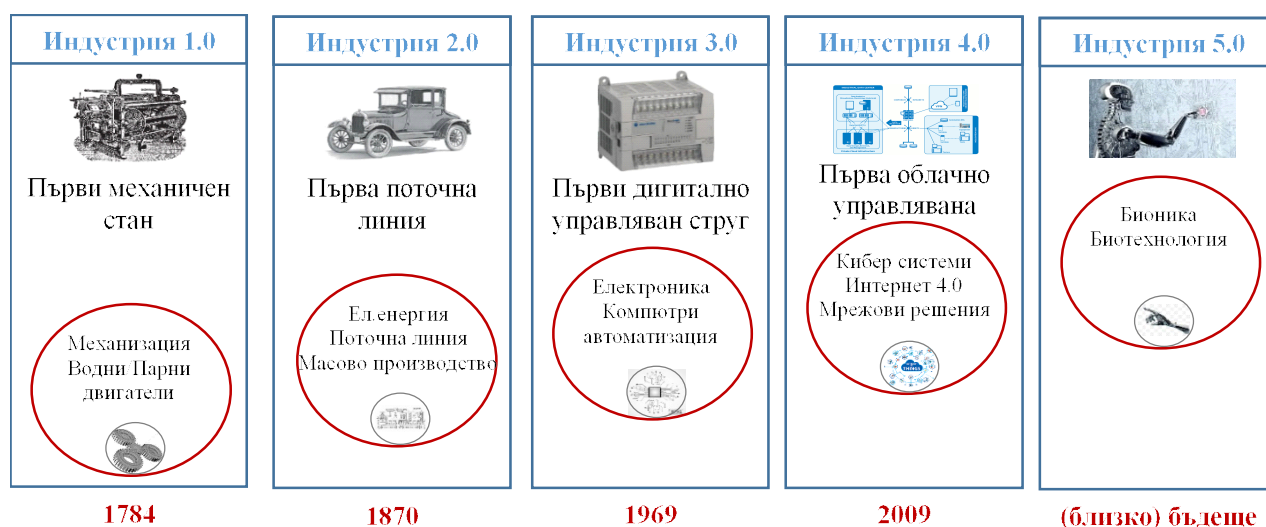 Индустрия 1.0
Първи механичен
стан
Механизация
Водни/Парни
двигатели
1784
Индустрия 2.0
Първа поточна
линия
Ел.енергия
Поточна линия
Масово производство
1870
Индустрия 3.0
Първи дигитално
управляван струг
Електроника
Компютри
автоматизация
1969
Индустрия 4.0
Първа облачно
управлявана
Кибер системи
Интернет 4.0
Мрежови решения
THINGS
2009
Индустрия 5.0
Бионика
Биотехнология
(близко) бъдеще